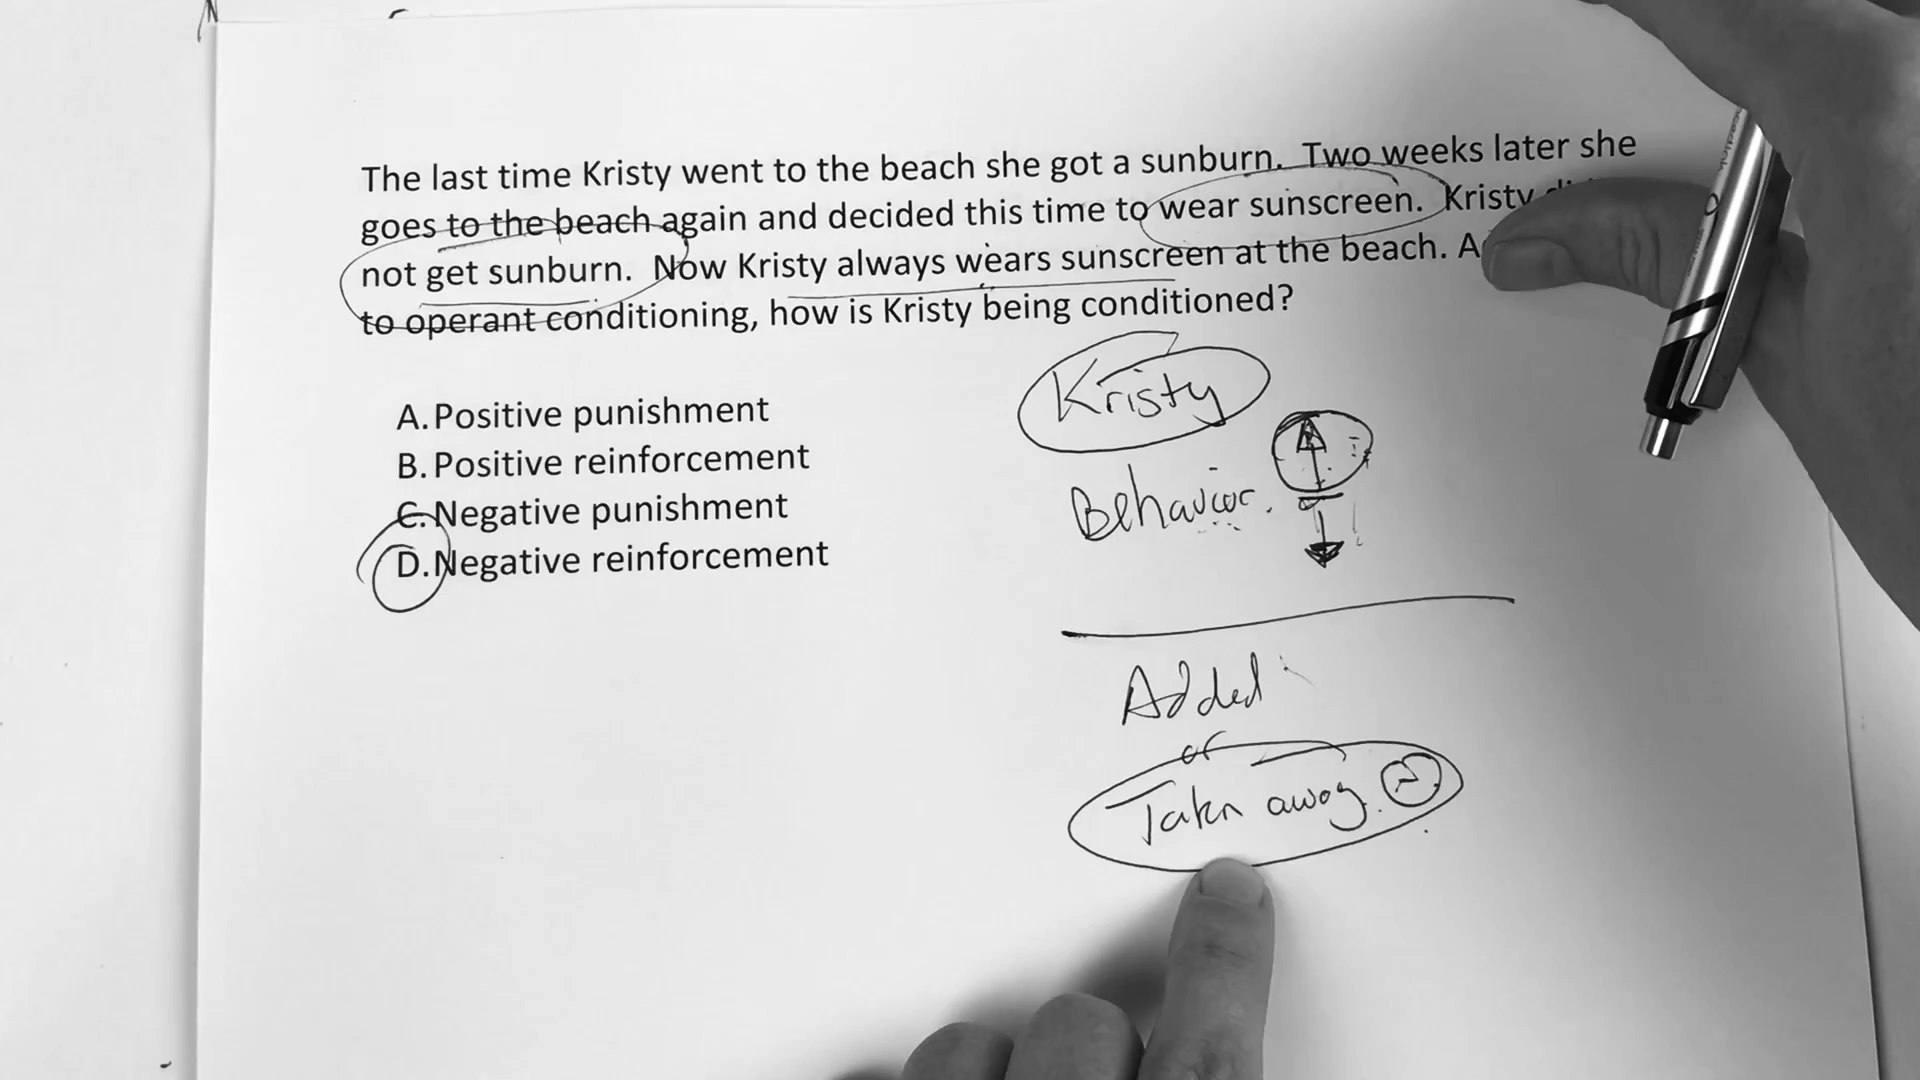 The last time Kristy went to the beach she got a sunburn. Two weeks later she
goes to the beach again and decided this time to wear sunscreen. Kristy
not get sunburn. Now Kristy always wears sunscreen at the beach.
to operant conditioning, how is Kristy being conditioned?
A. Positive punishment
B. Positive reinforcement
C. Negative punishment
D. Negative reinforcement
Kristy
Behavior.
Added
or
Takn away.